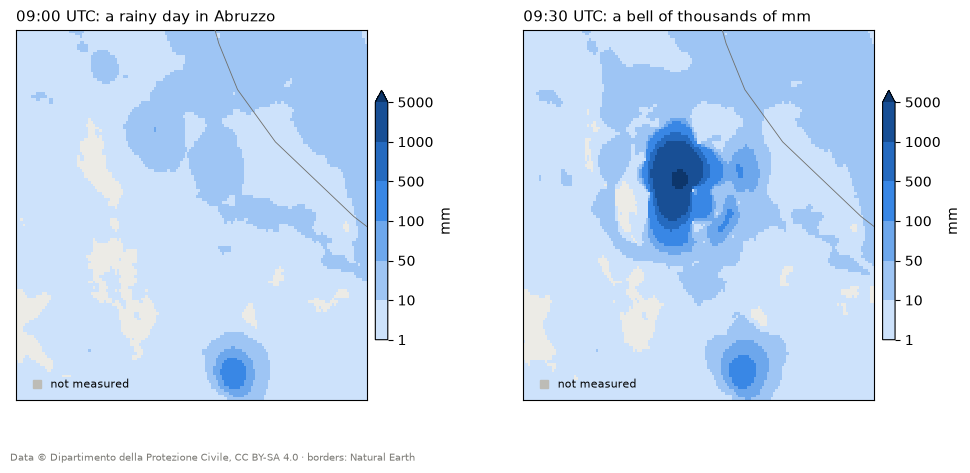 09:00 UTC: a rainy day in Abruzzo
5000
1000
500
100
50
10
1
mm
not measured
09:30 UTC: a bell of thousands of mm
5000
1000
500
100
50
10
1
mm
not measured
Data © Dipartimento della Protezione Civile, CC BY-SA 4.0 · borders: Natural Earth